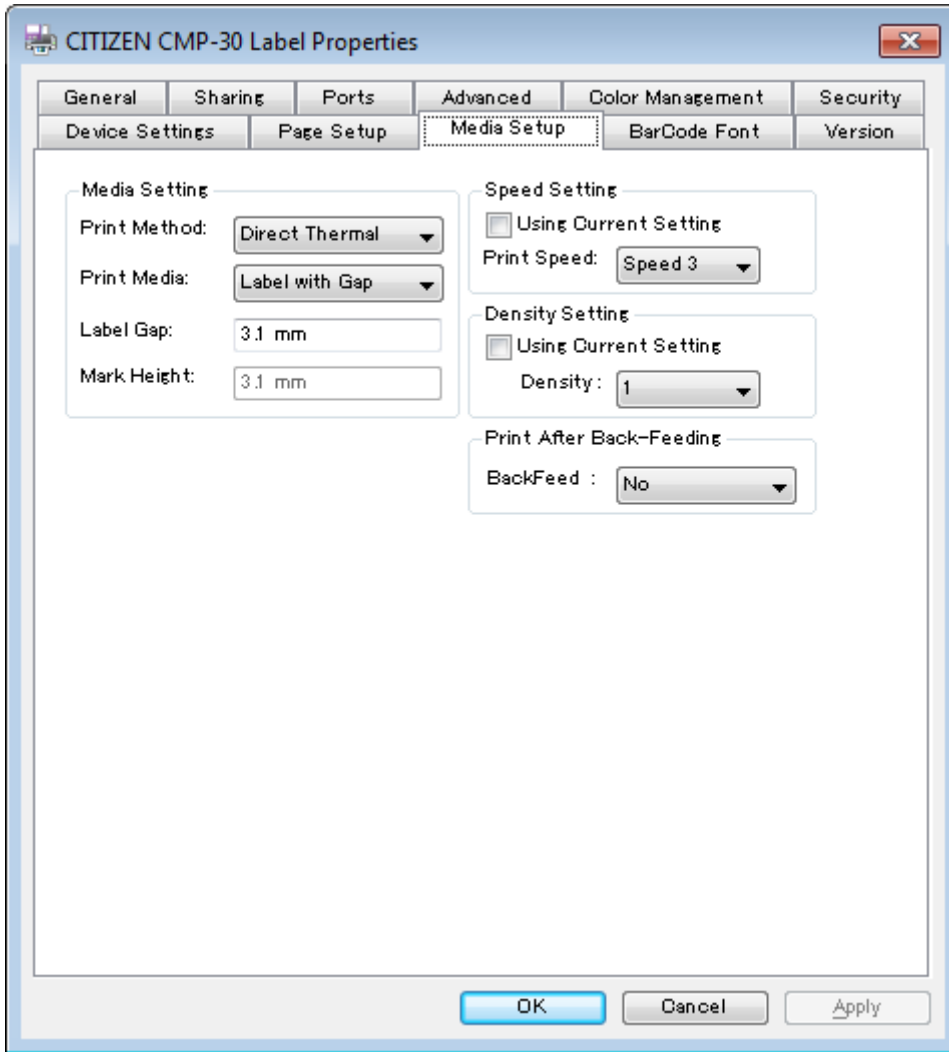 CITIZEN CMP-30 Label Properties
General Sharing Ports Advanced Color Management Security
Device Settings Page Setup Media Setup BarCode Font Version
Media Setting
Print Method: Direct Thermal
Print Media: Label with Gap
Label Gap: 3.1 mm
Mark Height: 3.1 mm
Speed Setting
Using Current Setting
Print Speed: Speed 3
Density Setting
Using Current Setting
Density : 1
Print After Back-Feeding
BackFeed : No
OK Cancel Apply